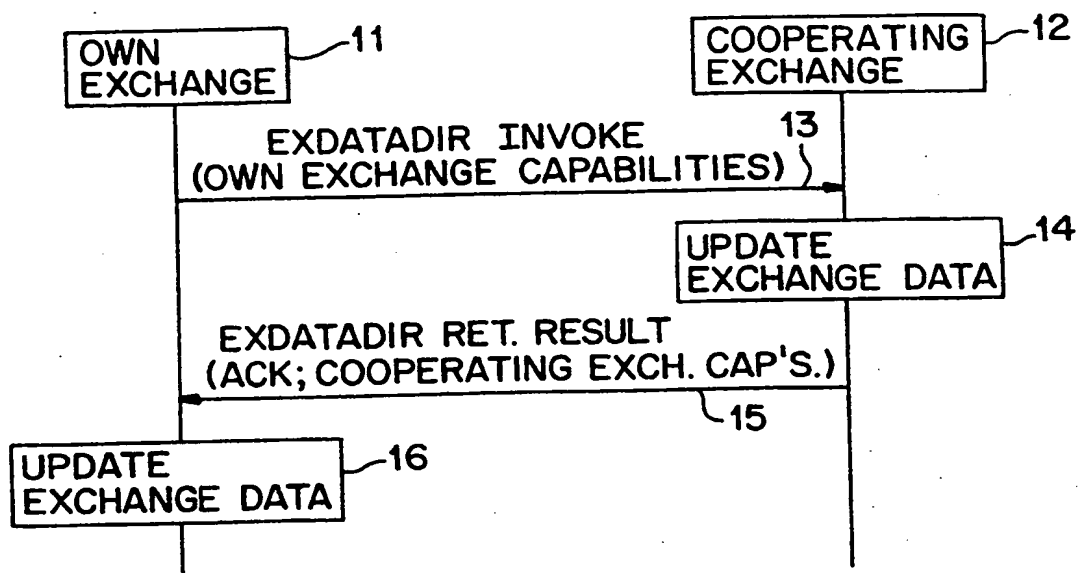 OWN
EXCHANGE
11
COOPERATING
EXCHANGE
12
EXDATADIR INVOKE
(OWN EXCHANGE CAPABILITIES)
13
UPDATE
EXCHANGE DATA
14
EXDATADIR RET. RESULT
(ACK; COOPERATING EXCH. CAP'S.)
15
UPDATE
EXCHANGE DATA
16